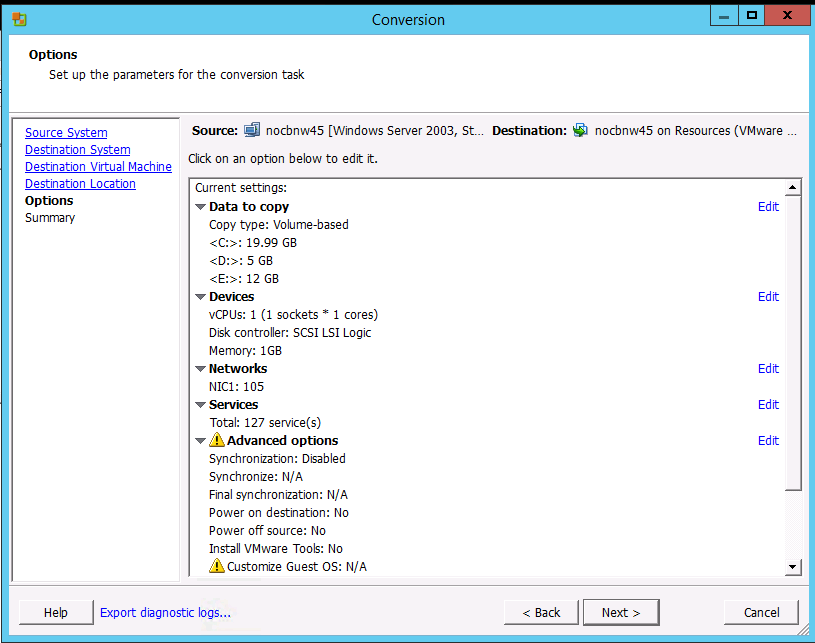 Conversion
Options
Set up the parameters for the conversion task
Source System
Destination System
Destination Virtual Machine
Destination Location
Options
Summary
Source: nocbnw45 [Windows Server 2003, St... Destination: nocbnw45 on Resources (VMware ...
Click on an option below to edit it.
Current settings:
Data to copy Edit
Copy type: Volume-based
<C:>: 19.99 GB
<D:>: 5 GB
<E:>: 12 GB
Devices Edit
vCPUs: 1 (1 sockets * 1 cores)
Disk controller: SCSI LSI Logic
Memory: 1GB
Networks Edit
NIC1: 105
Services Edit
Total: 127 service(s)
Advanced options Edit
Synchronization: Disabled
Synchronize: N/A
Final synchronization: N/A
Power on destination: No
Power off source: No
Install VMware Tools: No
Customize Guest OS: N/A
Help Export diagnostic logs... < Back Next > Cancel